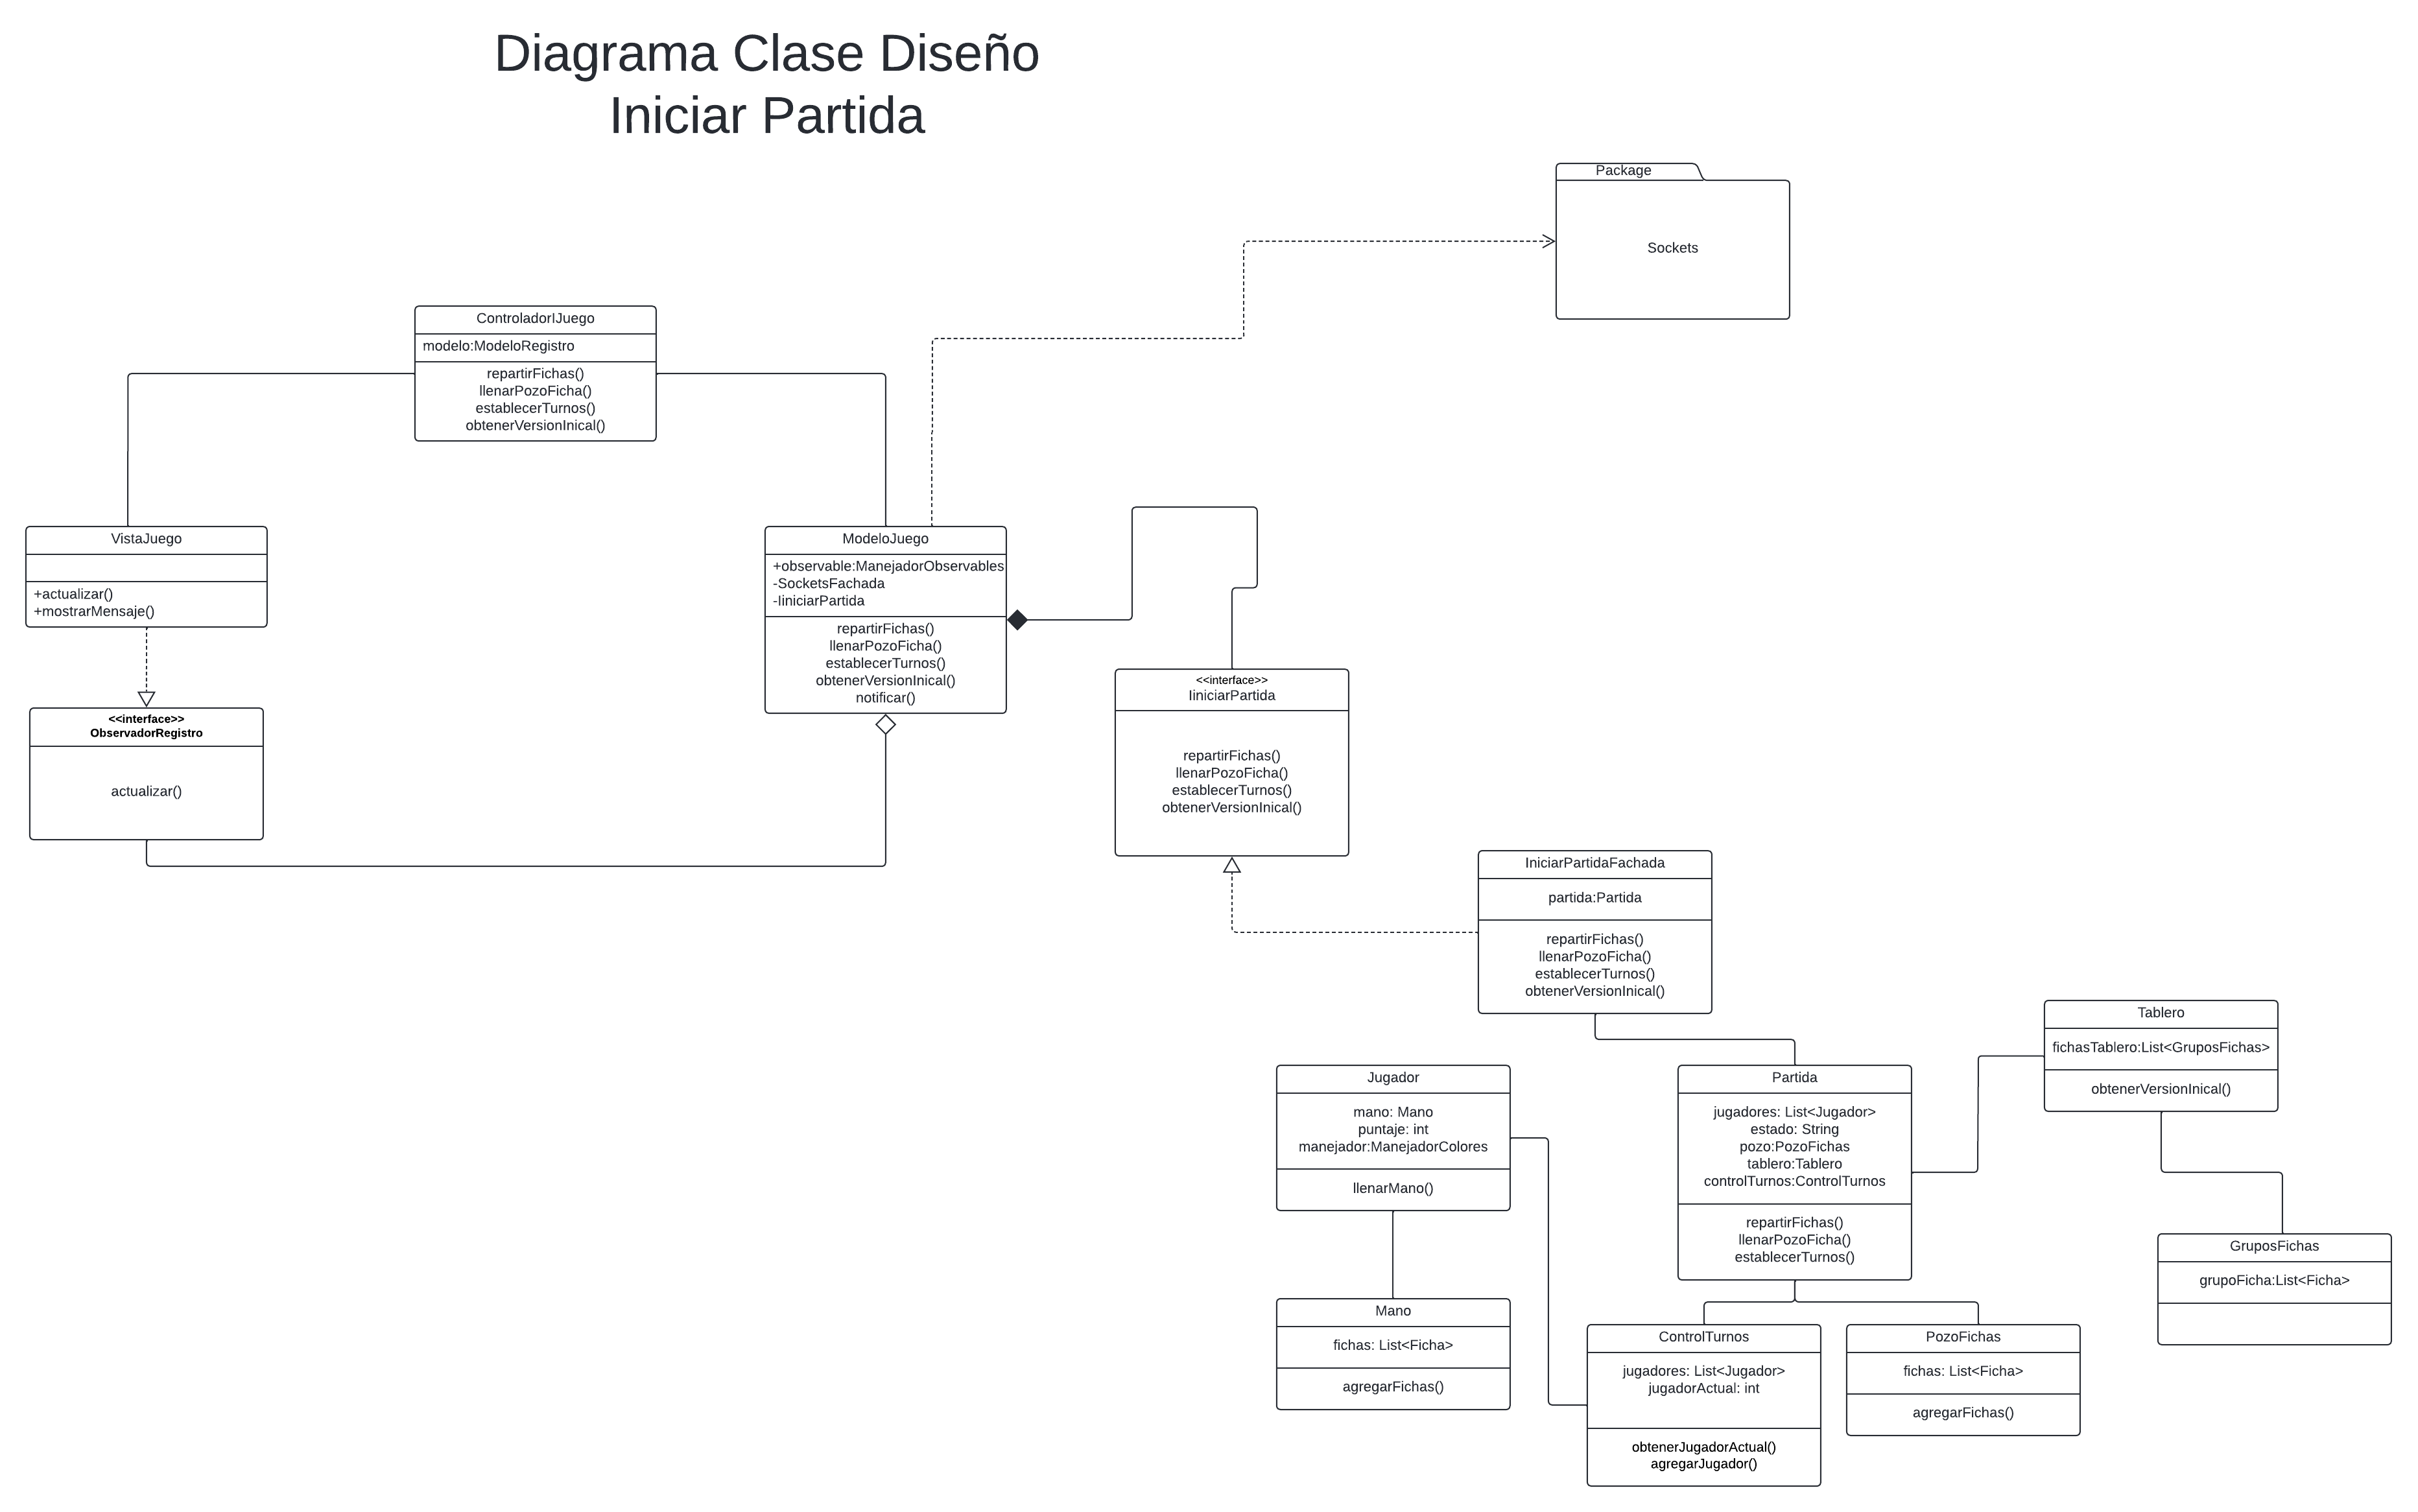 Diagrama Clase Diseño
Iniciar Partida
Package
Sockets
ControladorIJuego
modelo:ModeloRegistro
repartirFichas()
llenarPozoFicha()
establecerTurnos()
obtenerVersionInical()
VistaJuego
+actualizar()
+mostrarMensaje()
<<interface>>
ObservadorRegistro
actualizar()
ModeloJuego
+observable:ManejadorObservables
-SocketsFachada
-IiniciarPartida
repartirFichas()
llenarPozoFicha()
establecerTurnos()
obtenerVersionInical()
notificar()
<<interface>>
IiniciarPartida
repartirFichas()
llenarPozoFicha()
establecerTurnos()
obtenerVersionInical()
IniciarPartidaFachada
partida:Partida
repartirFichas()
llenarPozoFicha()
establecerTurnos()
obtenerVersionInical()
Tablero
fichasTablero:List<GruposFichas>
obtenerVersionInical()
Jugador
mano: Mano
puntaje: int
manejador:ManejadorColores
llenarMano()
Partida
jugadores: List<Jugador>
estado: String
pozo:PozoFichas
tablero:Tablero
controlTurnos:ControlTurnos
repartirFichas()
llenarPozoFicha()
establecerTurnos()
GruposFichas
grupoFicha:List<Ficha>
Mano
fichas: List<Ficha>
agregarFichas()
ControlTurnos
jugadores: List<Jugador>
jugadorActual: int
obtenerJugadorActual()
agregarJugador()
PozoFichas
fichas: List<Ficha>
agregarFichas()